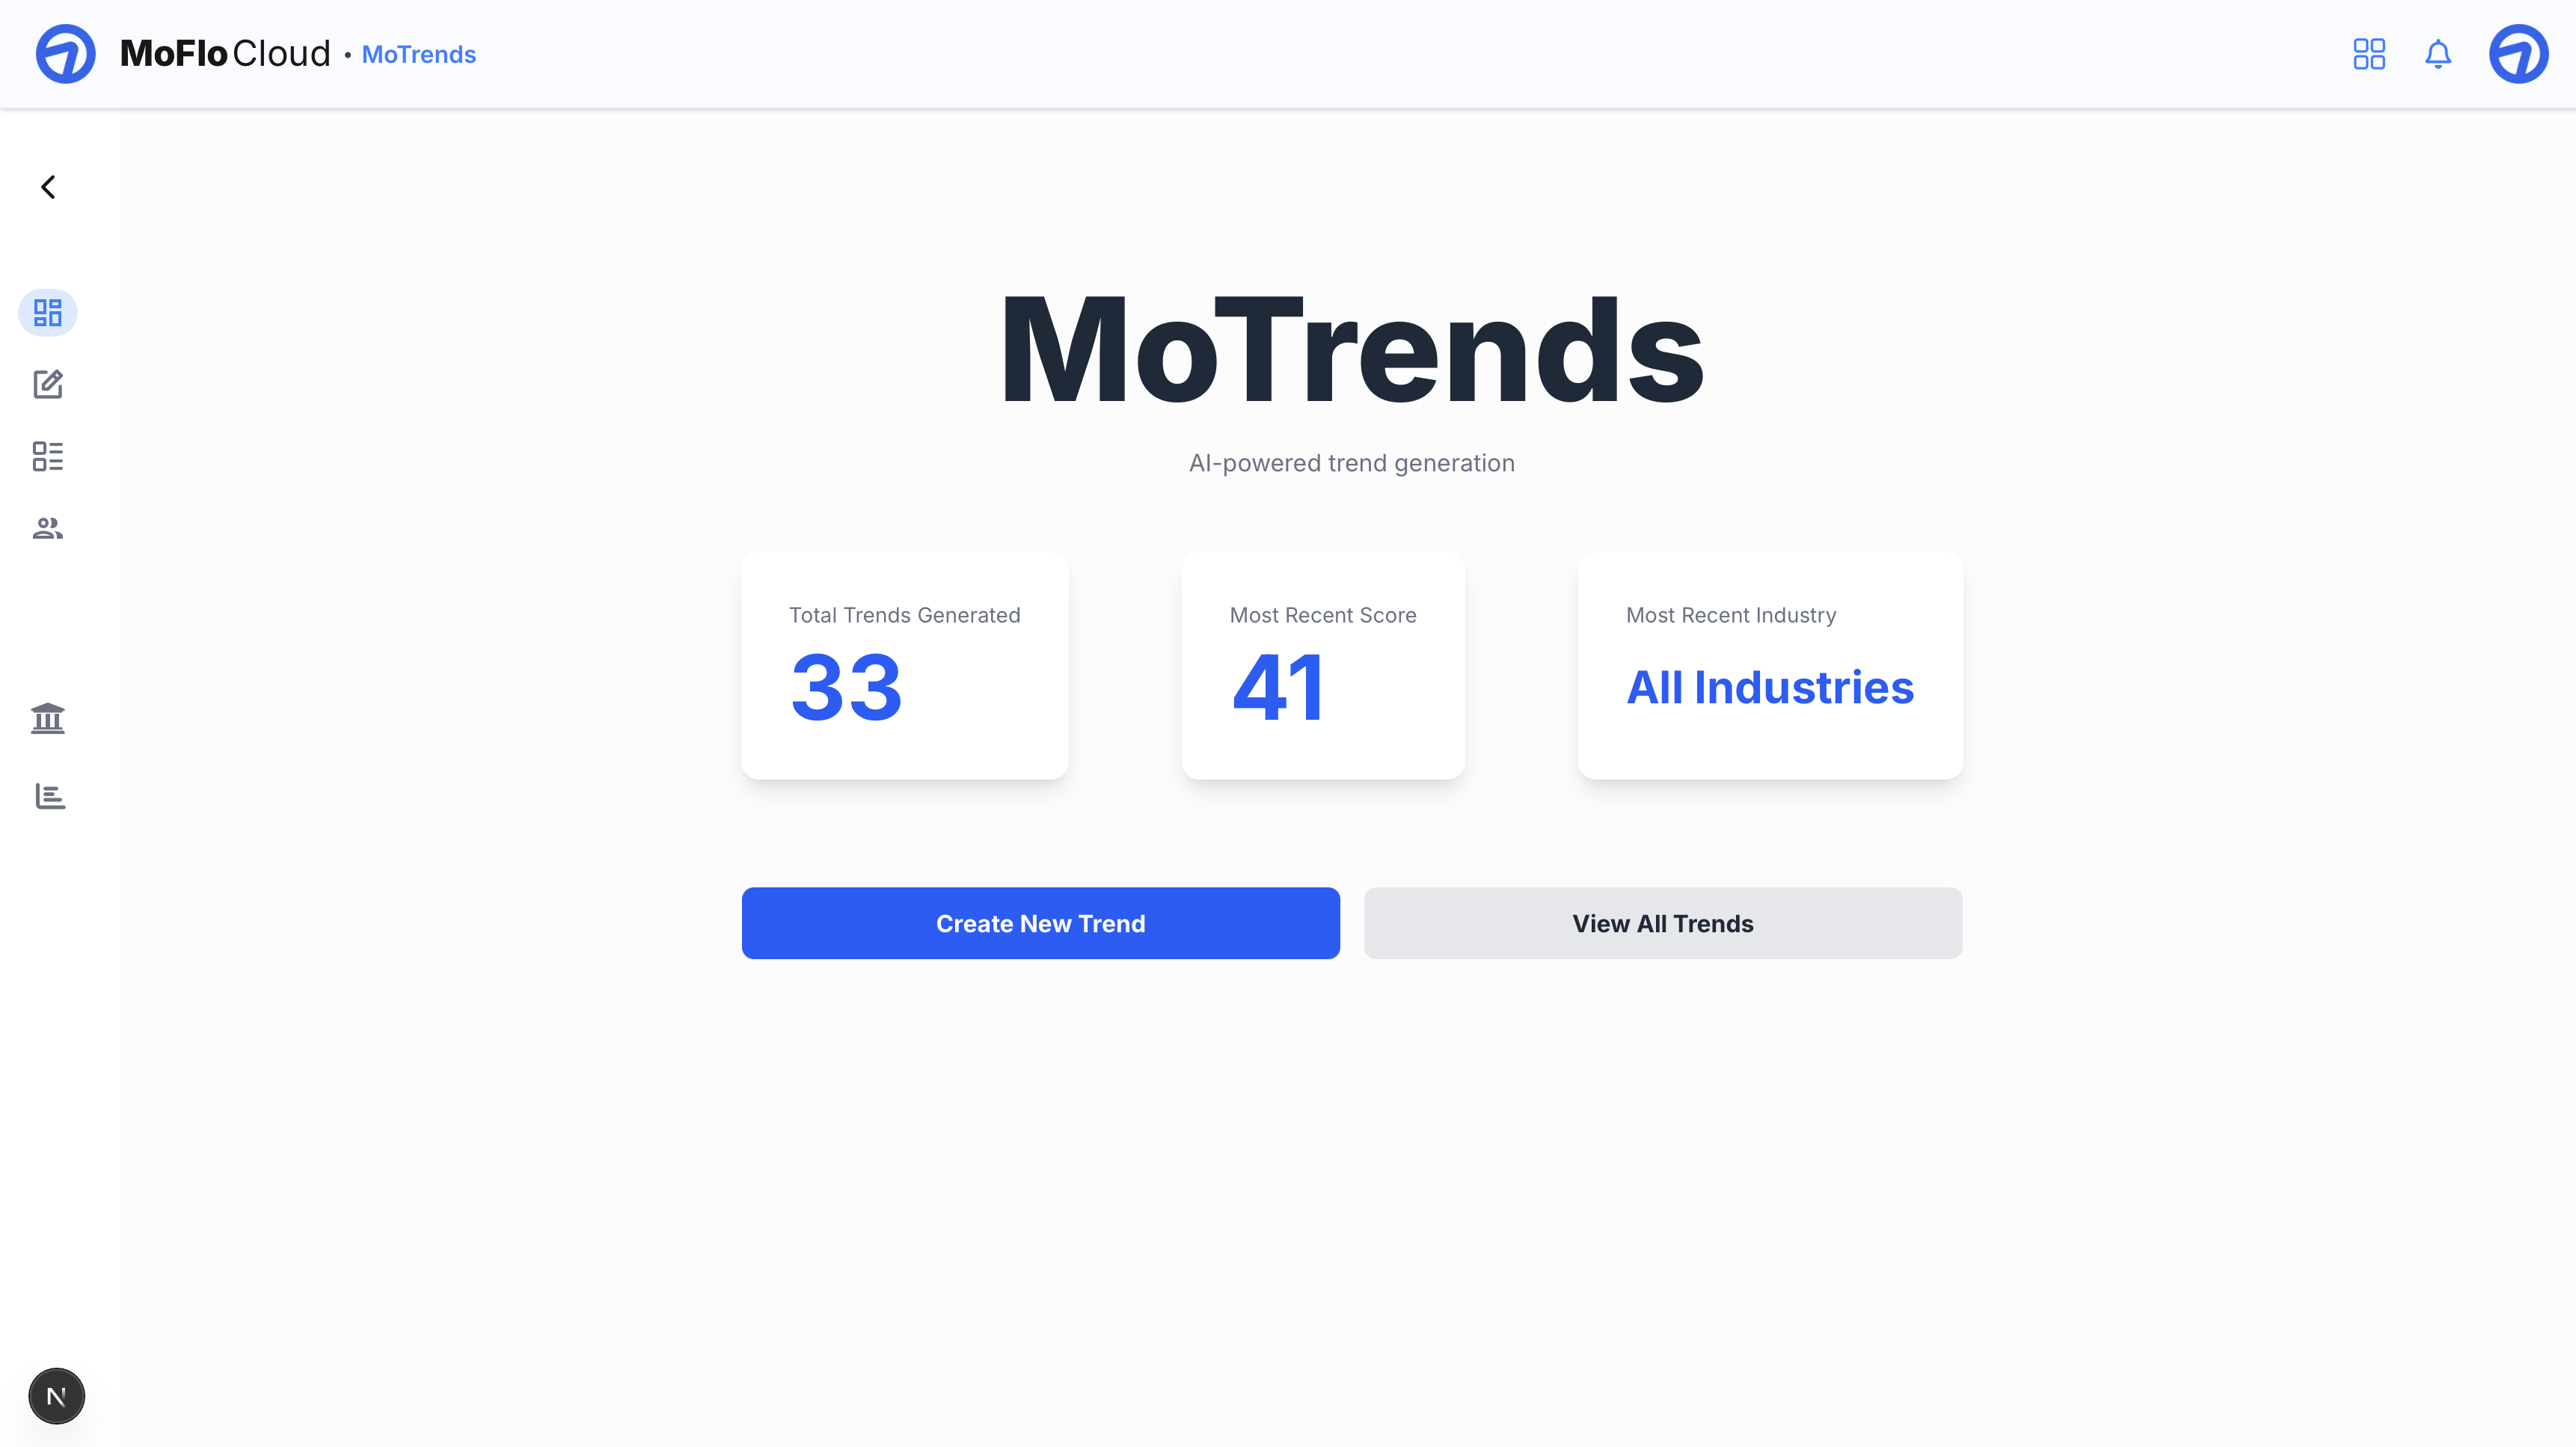 MoFlo Cloud • MoTrends
MoTrends
AI-powered trend generation
Total Trends Generated
33
Most Recent Score
41
Most Recent Industry
All Industries
Create New Trend
View All Trends
N